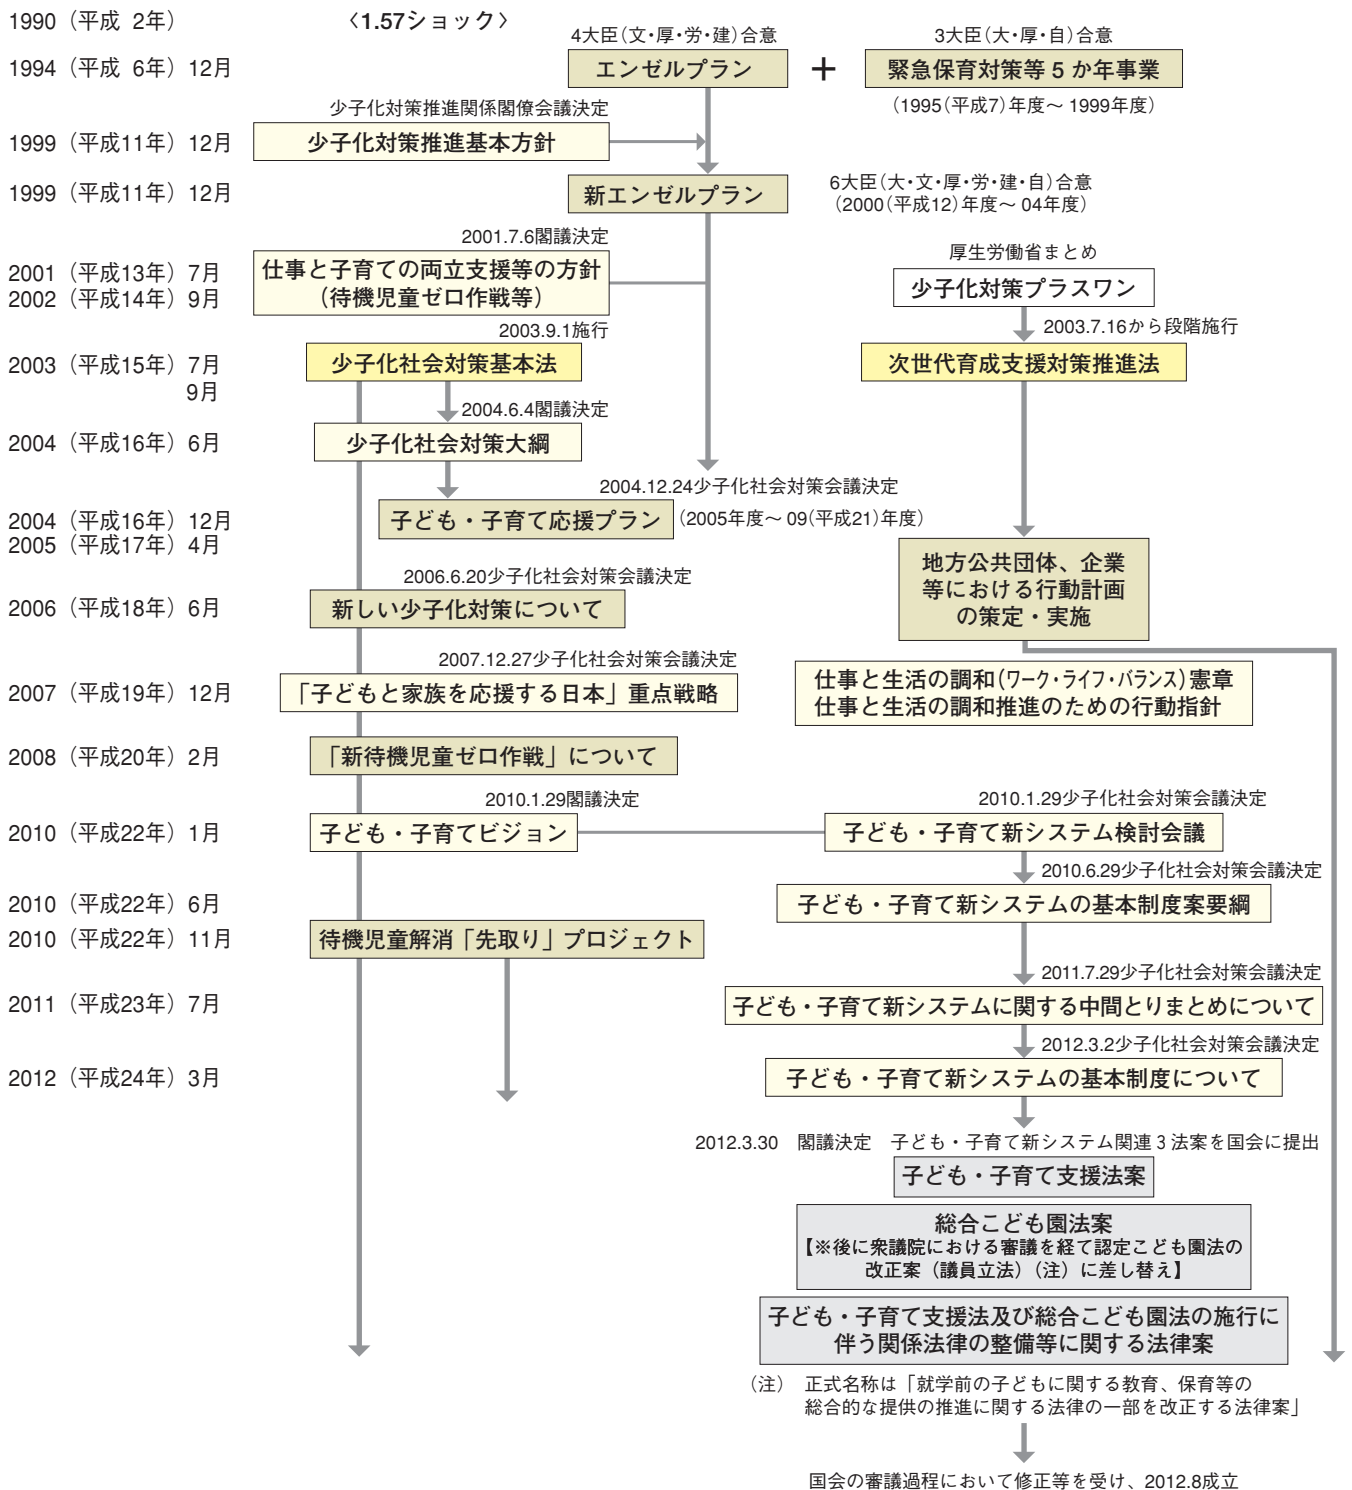 1990（平成 2年）
〈1.57ショック〉
4大臣（文・厚・労・建）合意
3大臣（大・厚・自）合意
1994（平成 6年）12月
エンゼルプラン
＋
緊急保育対策等５か年事業
（1995（平成7）年度～1999年度）
少子化対策推進関係閣僚会議決定
1999（平成11年）12月
少子化対策推進基本方針
1999（平成11年）12月
新エンゼルプラン
6大臣（大・文・厚・労・建・自）合意
（2000（平成12）年度～04年度）
2001.7.6閣議決定
2001（平成13年）7月
2002（平成14年）9月
仕事と子育ての両立支援等の方針
（待機児童ゼロ作戦等）
厚生労働省まとめ
少子化対策プラスワン
2003.9.1施行
2003.7.16から段階施行
2003（平成15年）7月
9月
少子化社会対策基本法
次世代育成支援対策推進法
2004.6.4閣議決定
2004（平成16年）6月
少子化社会対策大綱
2004.12.24少子化社会対策会議決定
2004（平成16年）12月
2005（平成17年）4月
子ども・子育て応援プラン
（2005年度～09（平成21）年度）
地方公共団体、企業
等における行動計画
の策定・実施
2006.6.20少子化社会対策会議決定
2006（平成18年）6月
新しい少子化対策について
2007.12.27少子化社会対策会議決定
2007（平成19年）12月
「子どもと家族を応援する日本」重点戦略
仕事と生活の調和（ワーク・ライフ・バランス）憲章
仕事と生活の調和推進のための行動指針
2008（平成20年）2月
「新待機児童ゼロ作戦」について
2010.1.29閣議決定
2010.1.29少子化社会対策会議決定
2010（平成22年）1月
子ども・子育てビジョン
子ども・子育て新システム検討会議
2010.6.29少子化社会対策会議決定
2010（平成22年）6月
子ども・子育て新システムの基本制度案要綱
2010（平成22年）11月
待機児童解消「先取り」プロジェクト
2011.7.29少子化社会対策会議決定
2011（平成23年）7月
子ども・子育て新システムに関する中間とりまとめについて
2012.3.2少子化社会対策会議決定
2012（平成24年）3月
子ども・子育て新システムの基本制度について
2012.3.30　閣議決定　子ども・子育て新システム関連３法案を国会に提出
子ども・子育て支援法案
総合こども園法案
【※後に衆議院における審議を経て認定こども園法の
改正案（議員立法）（注）に差し替え】
子ども・子育て支援法及び総合こども園法の施行に
伴う関係法律の整備等に関する法律案
（注）　正式名称は「就学前の子どもに関する教育、保育等の
総合的な提供の推進に関する法律の一部を改正する法律案」
国会の審議過程において修正等を受け、2012.8成立